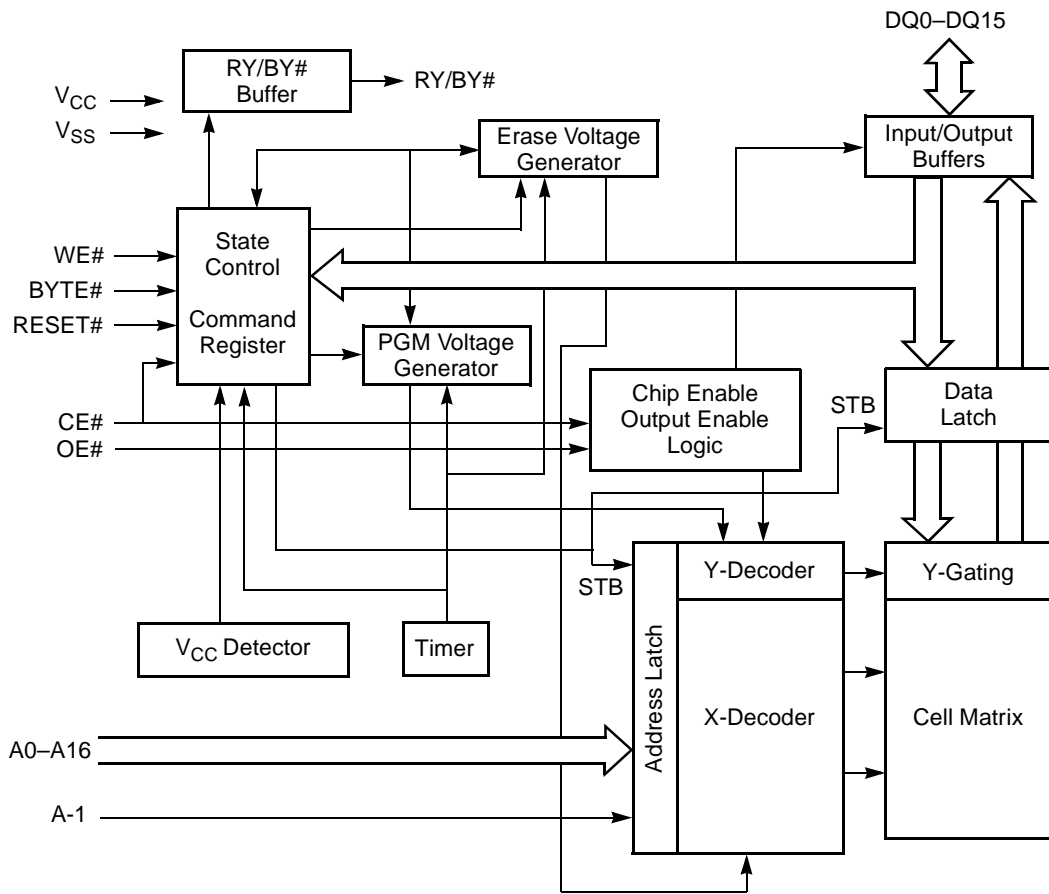 DQ0–DQ15
RY/BY#
Buffer
RY/BY#
VCC
VSS
Erase Voltage
Generator
Input/Output
Buffers
State
Control
Command
Register
WE#
BYTE#
RESET#
PGM Voltage
Generator
CE#
OE#
Chip Enable
Output Enable
Logic
STB
Data
Latch
STB
Y-Decoder
Y-Gating
VCC Detector
Timer
Address Latch
X-Decoder
Cell Matrix
A0–A16
A-1